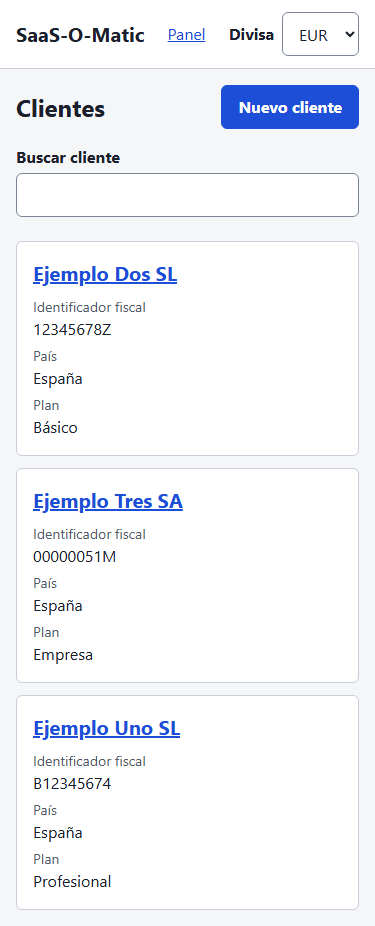 SaaS-O-Matic Panel Divisa EUR
Clientes Nuevo cliente
Buscar cliente
Ejemplo Dos SL
Identificador fiscal
12345678Z
País
España
Plan
Básico
Ejemplo Tres SA
Identificador fiscal
00000051M
País
España
Plan
Empresa
Ejemplo Uno SL
Identificador fiscal
B12345674
País
España
Plan
Profesional